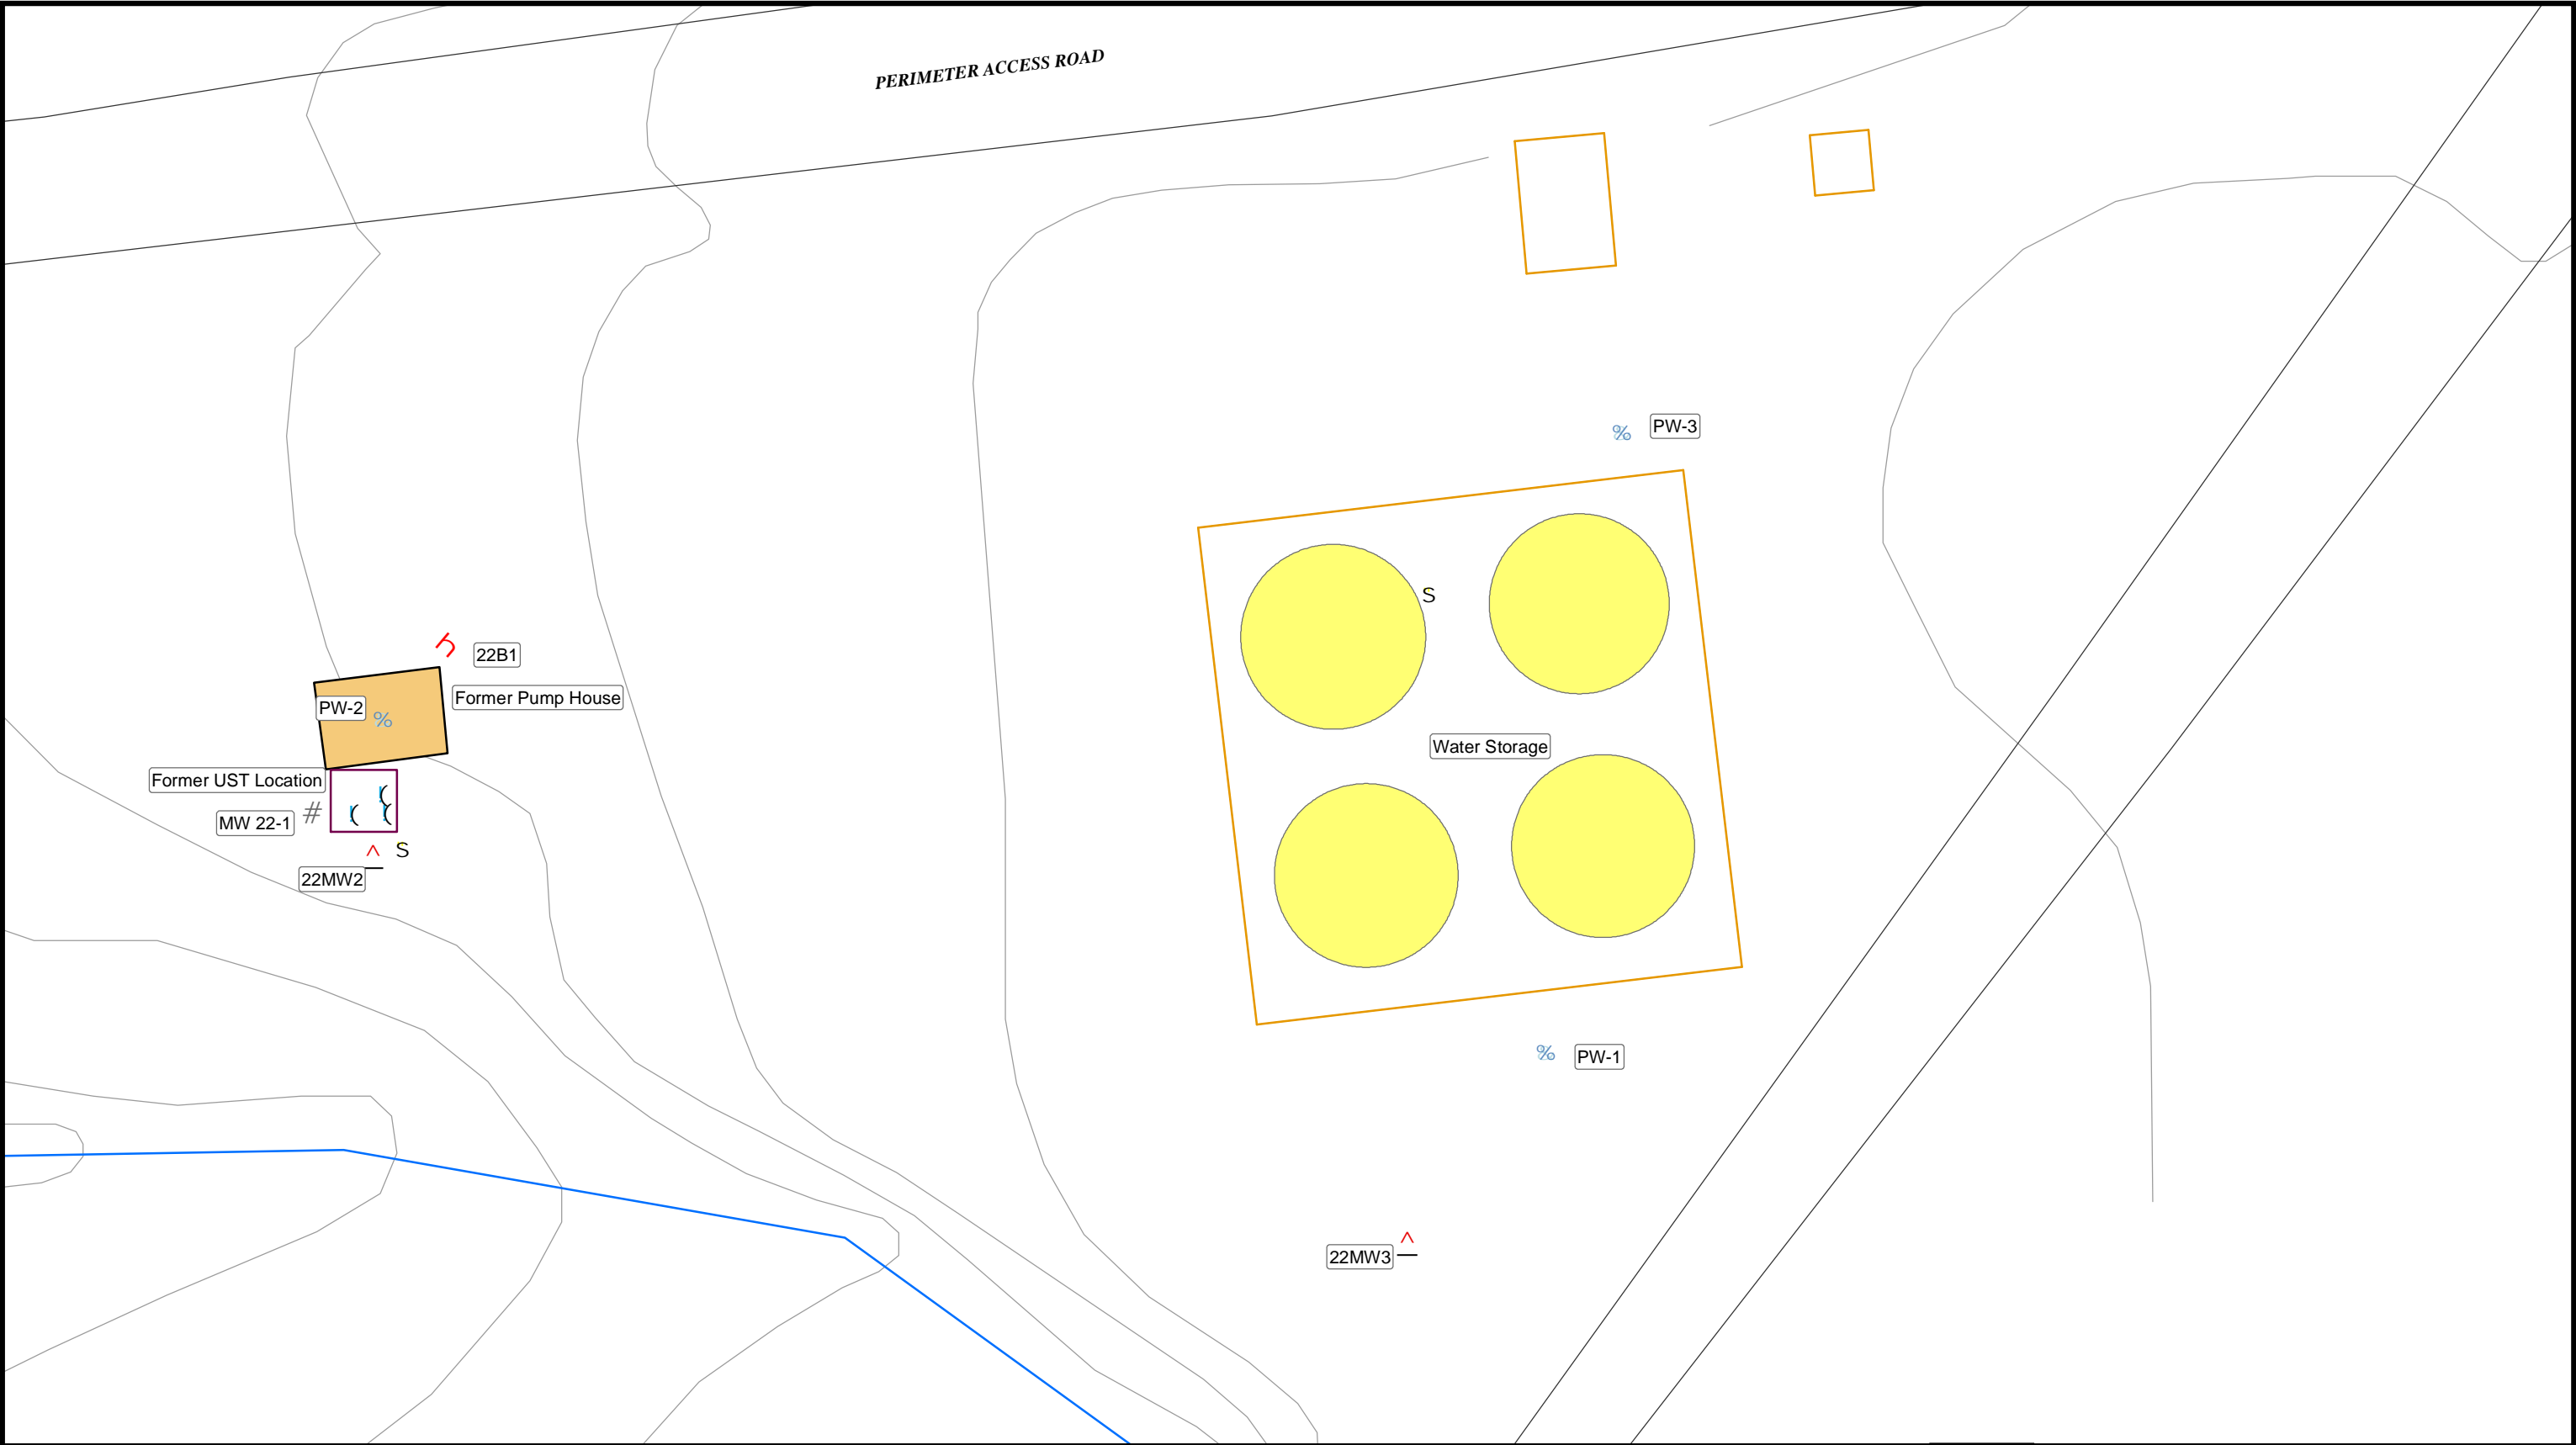 PERIMETER ACCESS ROAD
% PW-3
S
22B1
Former Pump House
PW-2 %
Water Storage
Former UST Location
MW 22-1 #
^ S
22MW2
% PW-1
^
22MW3